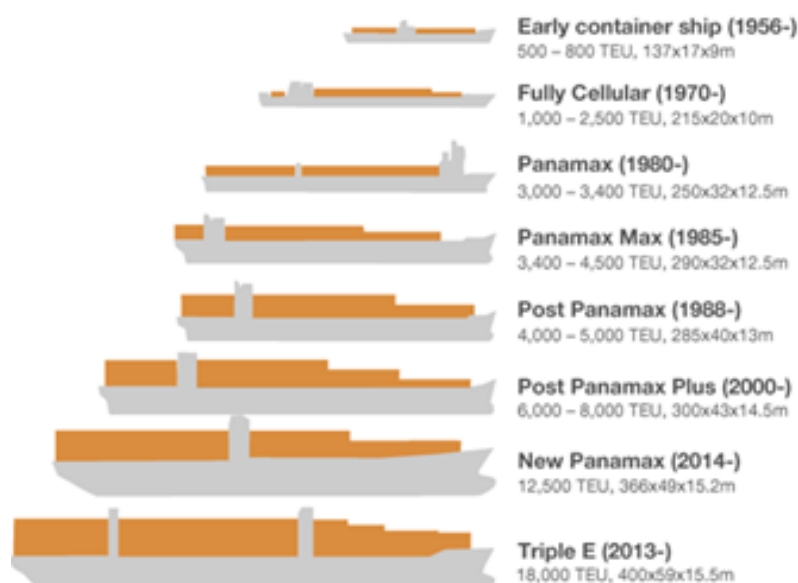 Early container ship (1956-)
500 – 800 TEU, 137x17x9m
Fully Cellular (1970-)
1,000 – 2,500 TEU, 215x20x10m
Panamax (1980-)
3,000 – 3,400 TEU, 250x32x12.5m
Panamax Max (1985-)
3,400 – 4,500 TEU, 290x32x12.5m
Post Panamax (1988-)
4,000 – 5,000 TEU, 285x40x13m
Post Panamax Plus (2000-)
6,000 – 8,000 TEU, 300x43x14.5m
New Panamax (2014-)
12,500 TEU, 366x49x15.2m
Triple E (2013-)
18,000 TEU, 400x59x15.5m